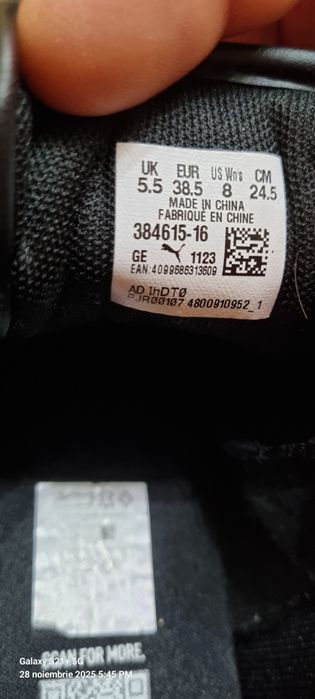 UK EUR US Wns CM
5.5 38.5 8 24.5
MADE IN CHINA
FABRIQUÉ EN CHINE
384615-16
GE 1123
EAN:4099686313609
AD 1hDT0
PJR00107 4800910952_1
SCAN FOR MORE.
Galaxy S21+ 5G
28 noiembrie 2025 5:45 PM